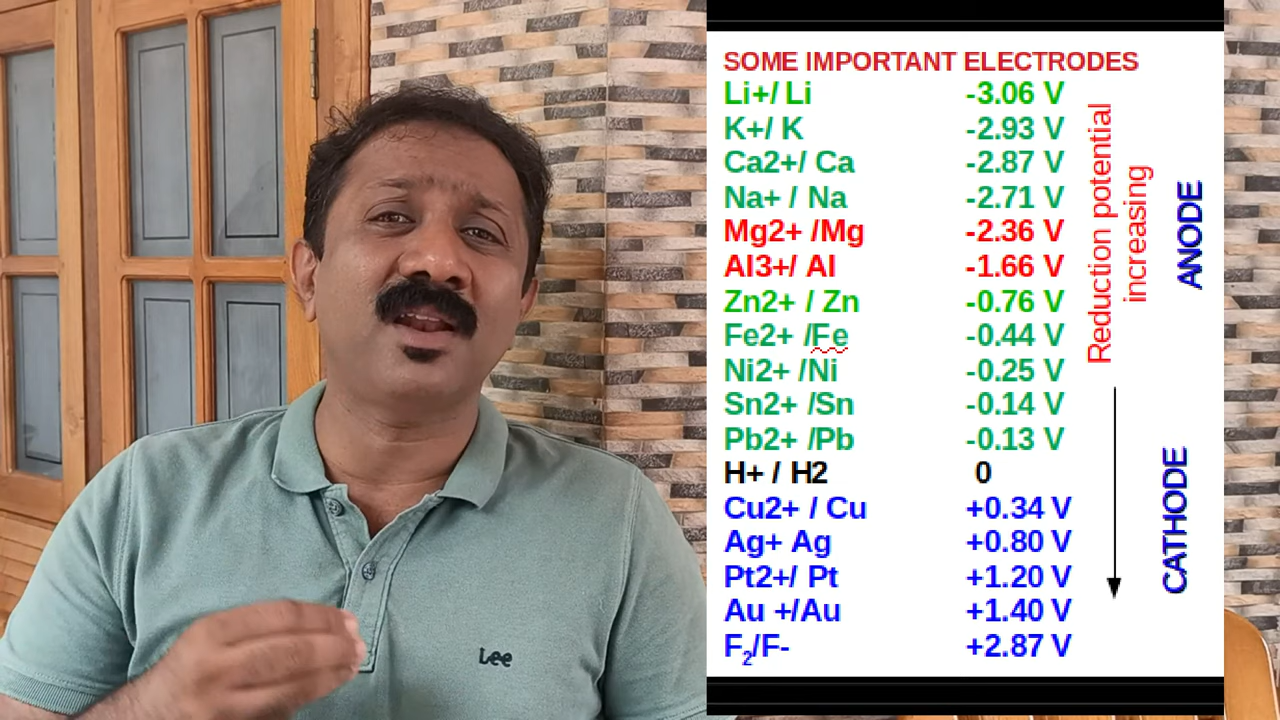 SOME IMPORTANT ELECTRODES
Li+/ Li -3.06 V
K+/ K -2.93 V
Ca2+/ Ca -2.87 V
Na+ / Na -2.71 V
Mg2+ /Mg -2.36 V
Al3+/ Al -1.66 V
Zn2+ / Zn -0.76 V
Fe2+ /Fe -0.44 V
Ni2+ /Ni -0.25 V
Sn2+ /Sn -0.14 V
Pb2+ /Pb -0.13 V
H+ / H2 0
Cu2+ / Cu +0.34 V
Ag+ Ag +0.80 V
Pt2+/ Pt +1.20 V
Au +/Au +1.40 V
F2/F- +2.87 V
Reduction potential
increasing
ANODE
CATHODE
Lee